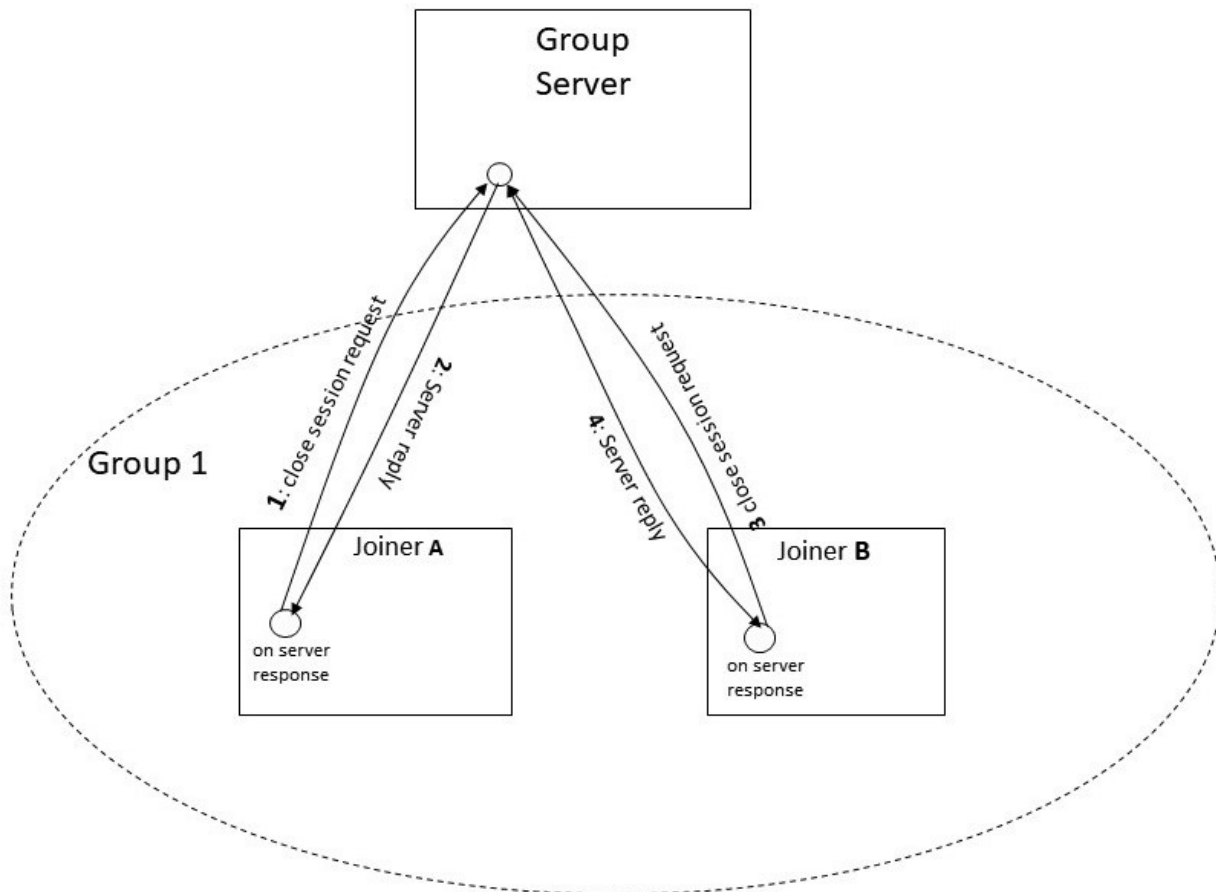 Group
Server
1: close session request
2: Server reply
4: Server reply
3 close session request
Group 1
Joiner A
on server
response
Joiner B
on server
response